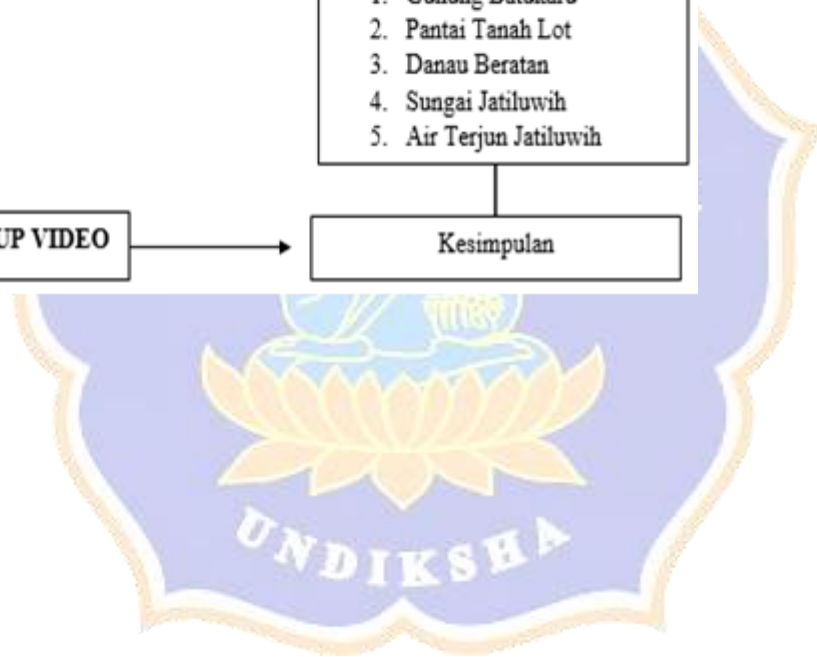 2. Pantai Tanah Lot
3. Danau Beratan
4. Sungai Jatiluwih
5. Air Terjun Jatiluwih
UP VIDEO
Kesimpulan
UNDIKSHA